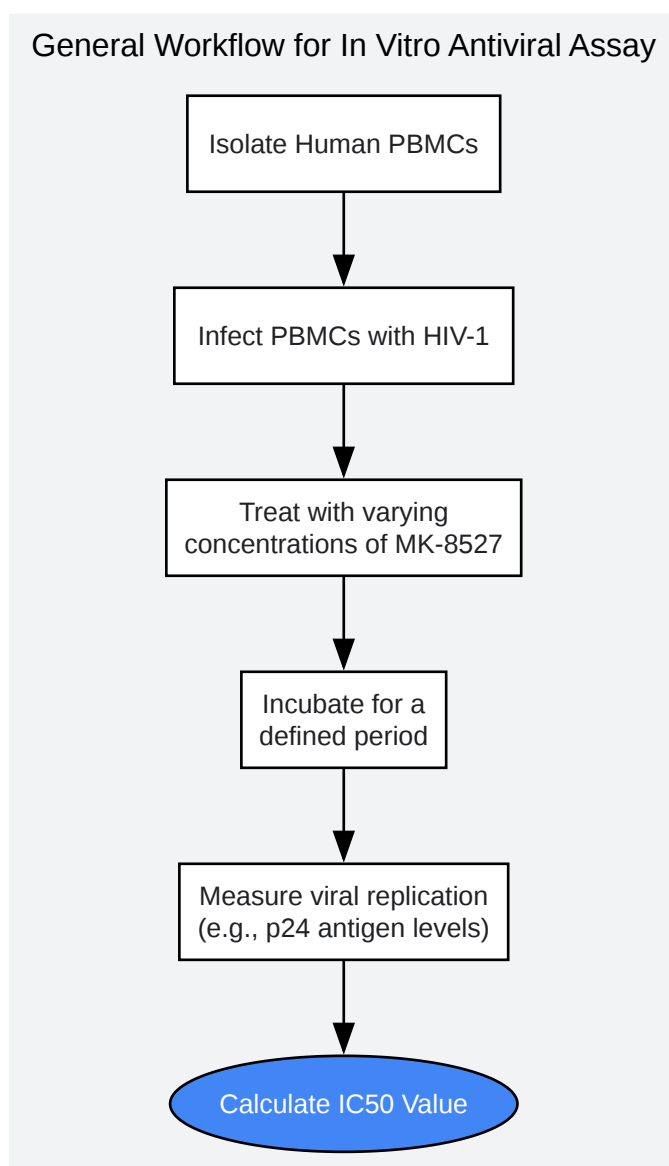 General Workflow for In Vitro Antiviral Assay
Isolate Human PBMCs
Infect PBMCs with HIV-1
Treat with varying
concentrations of MK-8527
Incubate for a
defined period
Measure viral replication
(e.g., p24 antigen levels)
Calculate IC50 Value